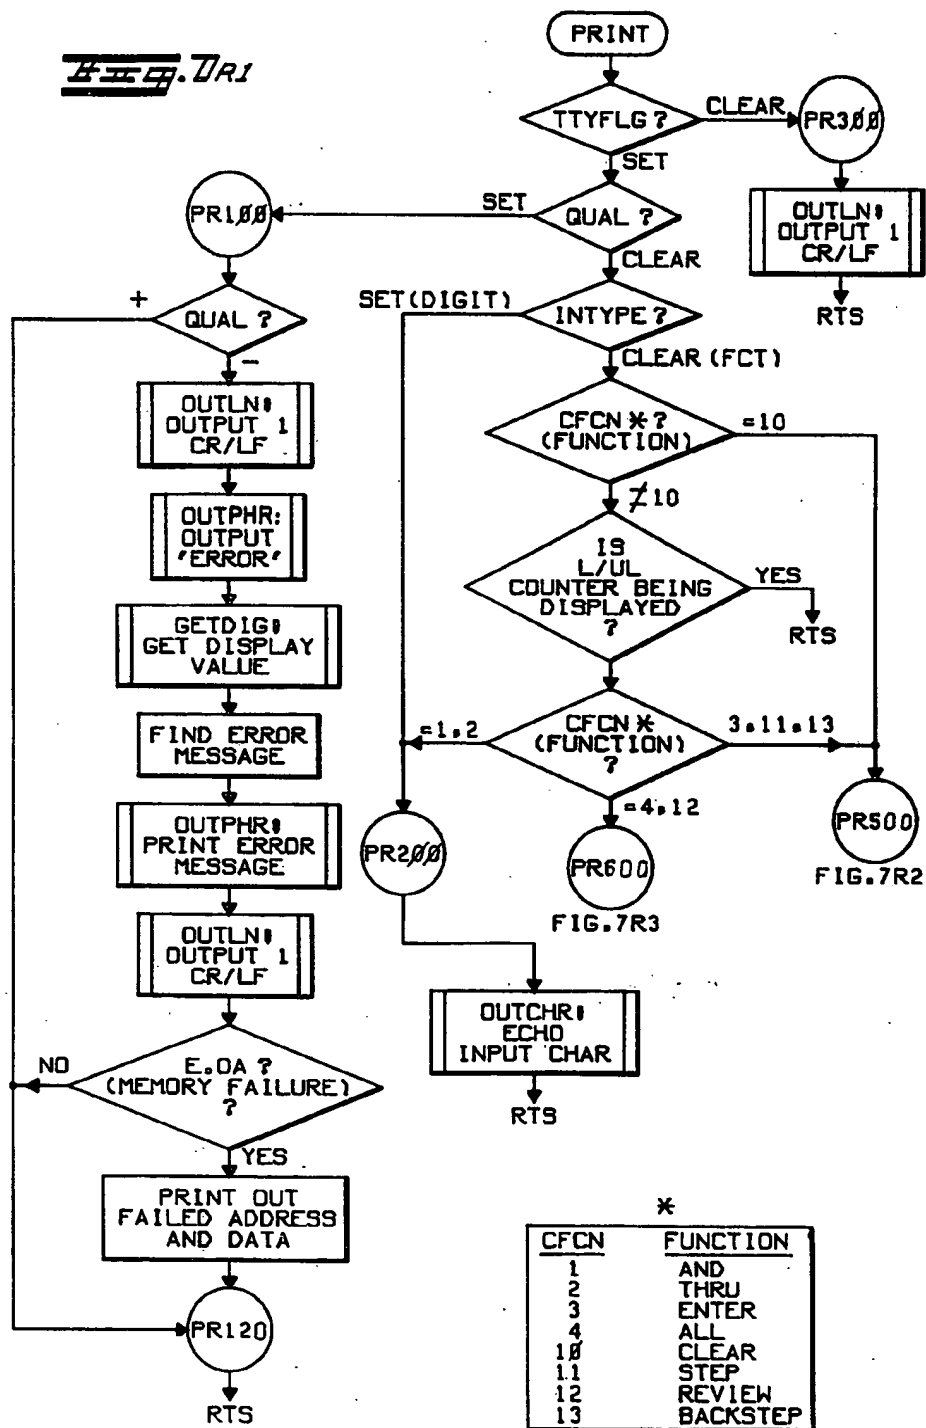 Fig. 7R1
PRINT
TTYFLG ?
CLEAR
PR300
SET
OUTLN:
OUTPUT 1
CR/LF
RTS
QUAL ?
SET
PR100
CLEAR
INTYPE ?
SET(DIGIT)
CLEAR (FCT)
QUAL ?
+
-
OUTLN:
OUTPUT 1
CR/LF
OUTPHR:
OUTPUT
'ERROR'
GETDIG:
GET DISPLAY
VALUE
FIND ERROR
MESSAGE
OUTPHR:
PRINT ERROR
MESSAGE
OUTLN:
OUTPUT 1
CR/LF
E.0A ?
(MEMORY FAILURE)
?
NO
YES
PRINT OUT
FAILED ADDRESS
AND DATA
PR120
RTS
CFCN * ?
(FUNCTION)
=10
≠10
IS
L/UL
COUNTER BEING
DISPLAYED
?
YES
RTS
CFCN *
(FUNCTION)
?
=1,2
3,11,13
=4,12
PR200
PR600
FIG.7R3
PR500
FIG.7R2
OUTCHR:
ECHO
INPUT CHAR
RTS
*
CFCN FUNCTION
1 AND
2 THRU
3 ENTER
4 ALL
10 CLEAR
11 STEP
12 REVIEW
13 BACKSTEP